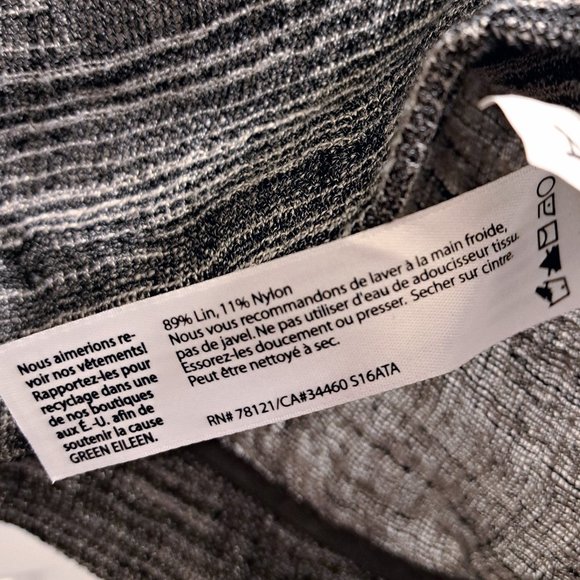 Nous aimerions re-
voir nos vêtements!
Rapportez-les pour
recyclage dans une
de nos boutiques
aux É.-U. afin de
soutenir la cause
GREEN EILEEN.
89% Lin, 11% Nylon
Nous vous recommandons de laver à la main froide,
pas de javel. Ne pas utiliser d'eau de adoucisseur tissu.
Essorez-les doucement ou presser. Secher sur cintre.
Peut être nettoyé à sec.
RN# 78121/CA#34460 S16ATA